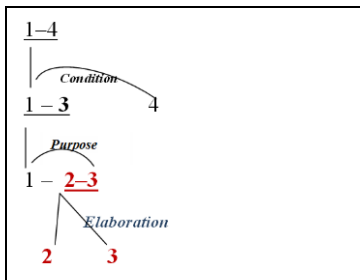 1–4
Condition
1 – 3 4
Purpose
1 – 2–3
Elaboration
2 3